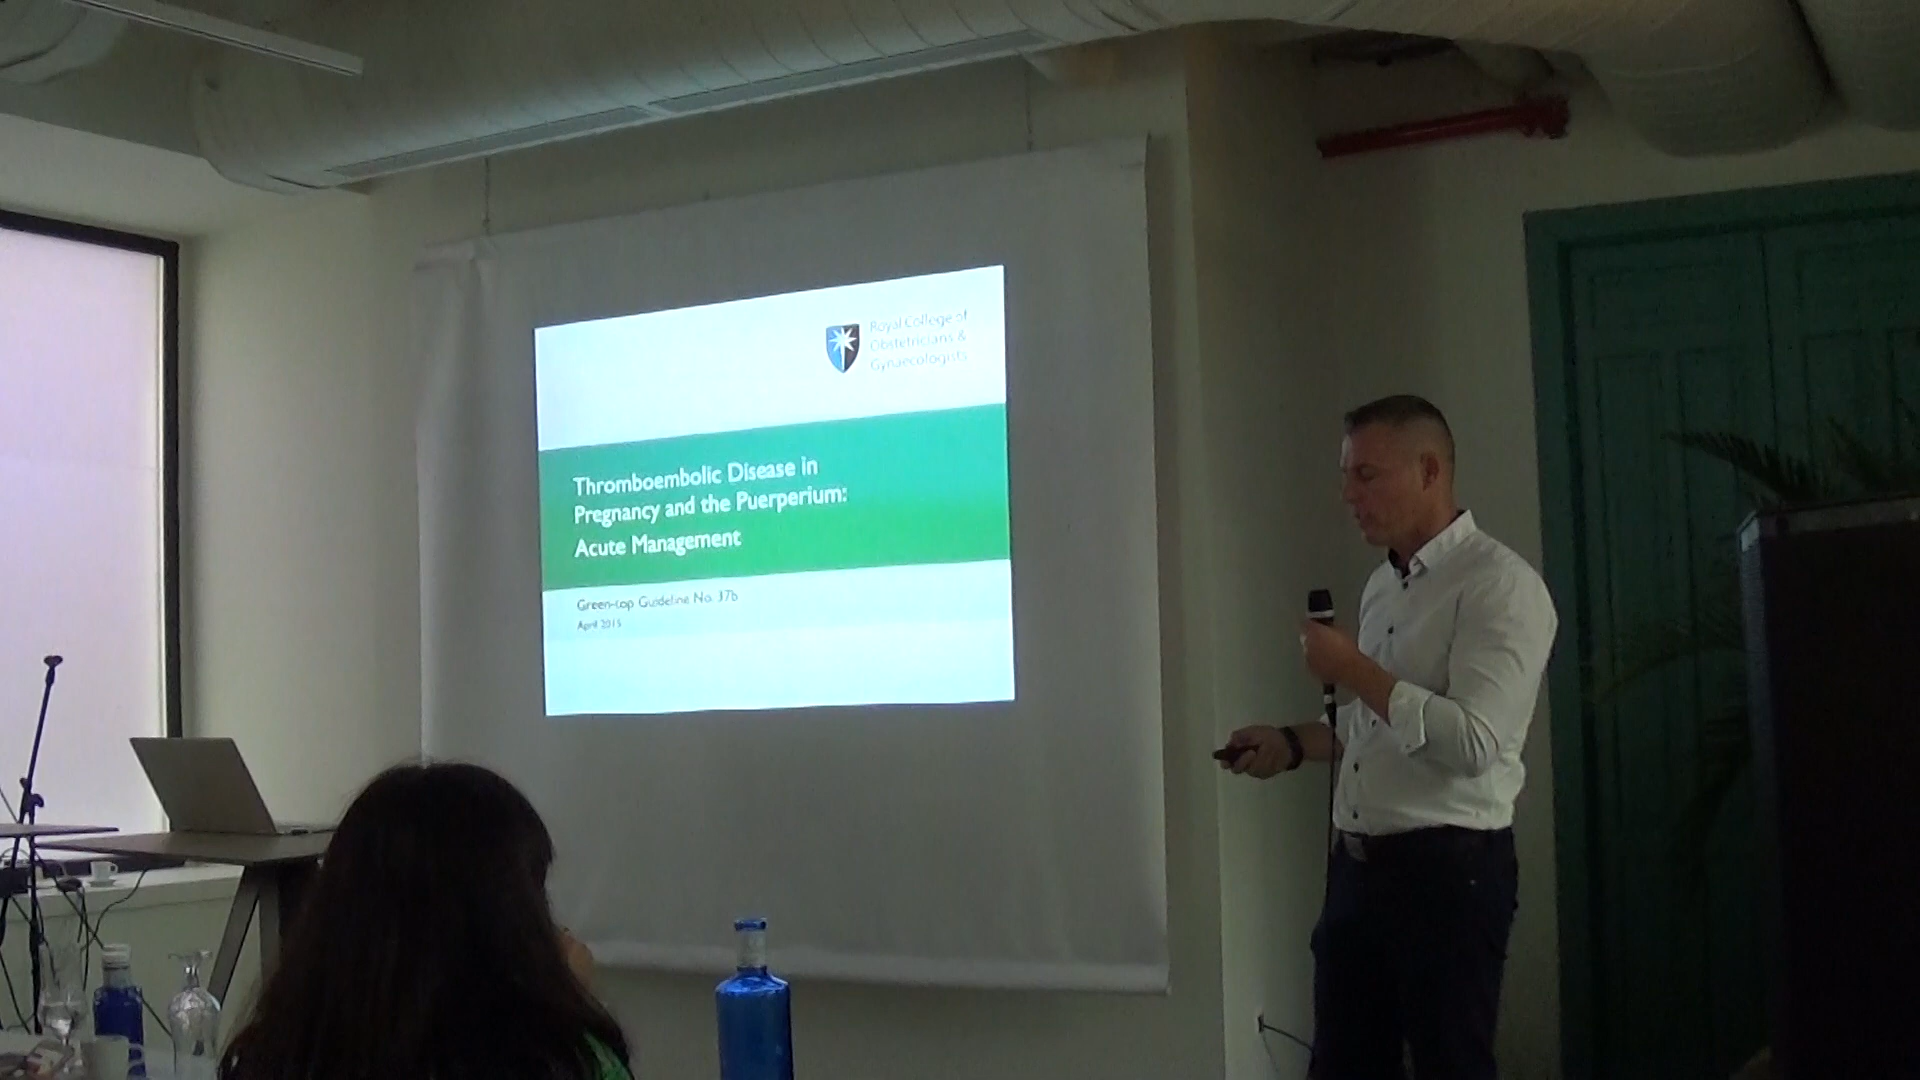 Royal College of
Obstetricians &
Gynaecologists
Thromboembolic Disease in
Pregnancy and the Puerperium:
Acute Management
Green-top Guideline No. 37b
April 2015